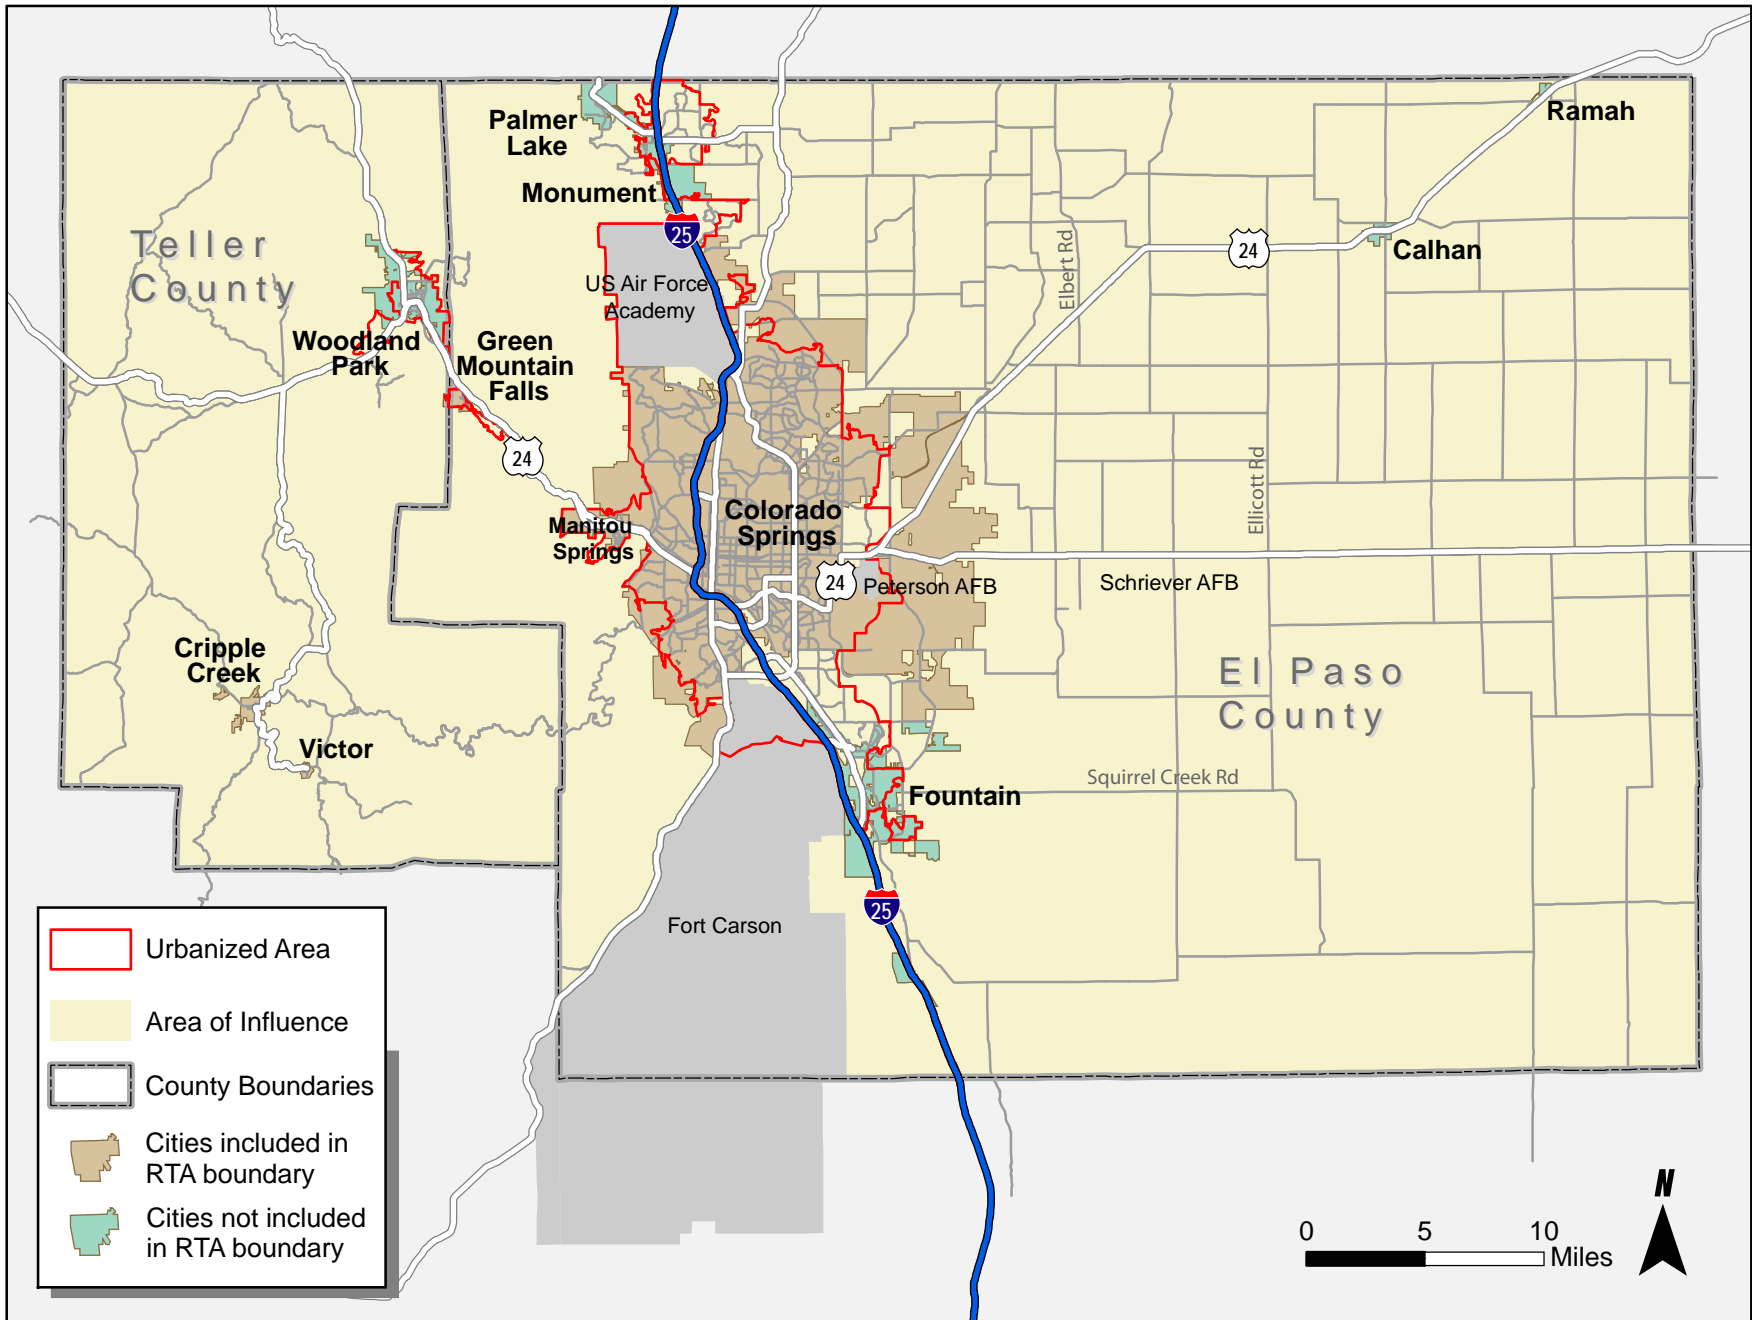 Palmer
Lake
Ramah
Monument
25
Teller
County
Elbert Rd
24
Calhan
US Air Force
Academy
Woodland
Park
Green
Mountain
Falls
24
Ellicott Rd
Manitou
Springs
Colorado
Springs
24
Peterson AFB
Schriever AFB
Cripple
Creek
El Paso
County
Victor
Squirrel Creek Rd
Fountain
25
Fort Carson
Urbanized Area
Area of Influence
County Boundaries
Cities included in
RTA boundary
Cities not included
in RTA boundary
N
0 5 10
Miles